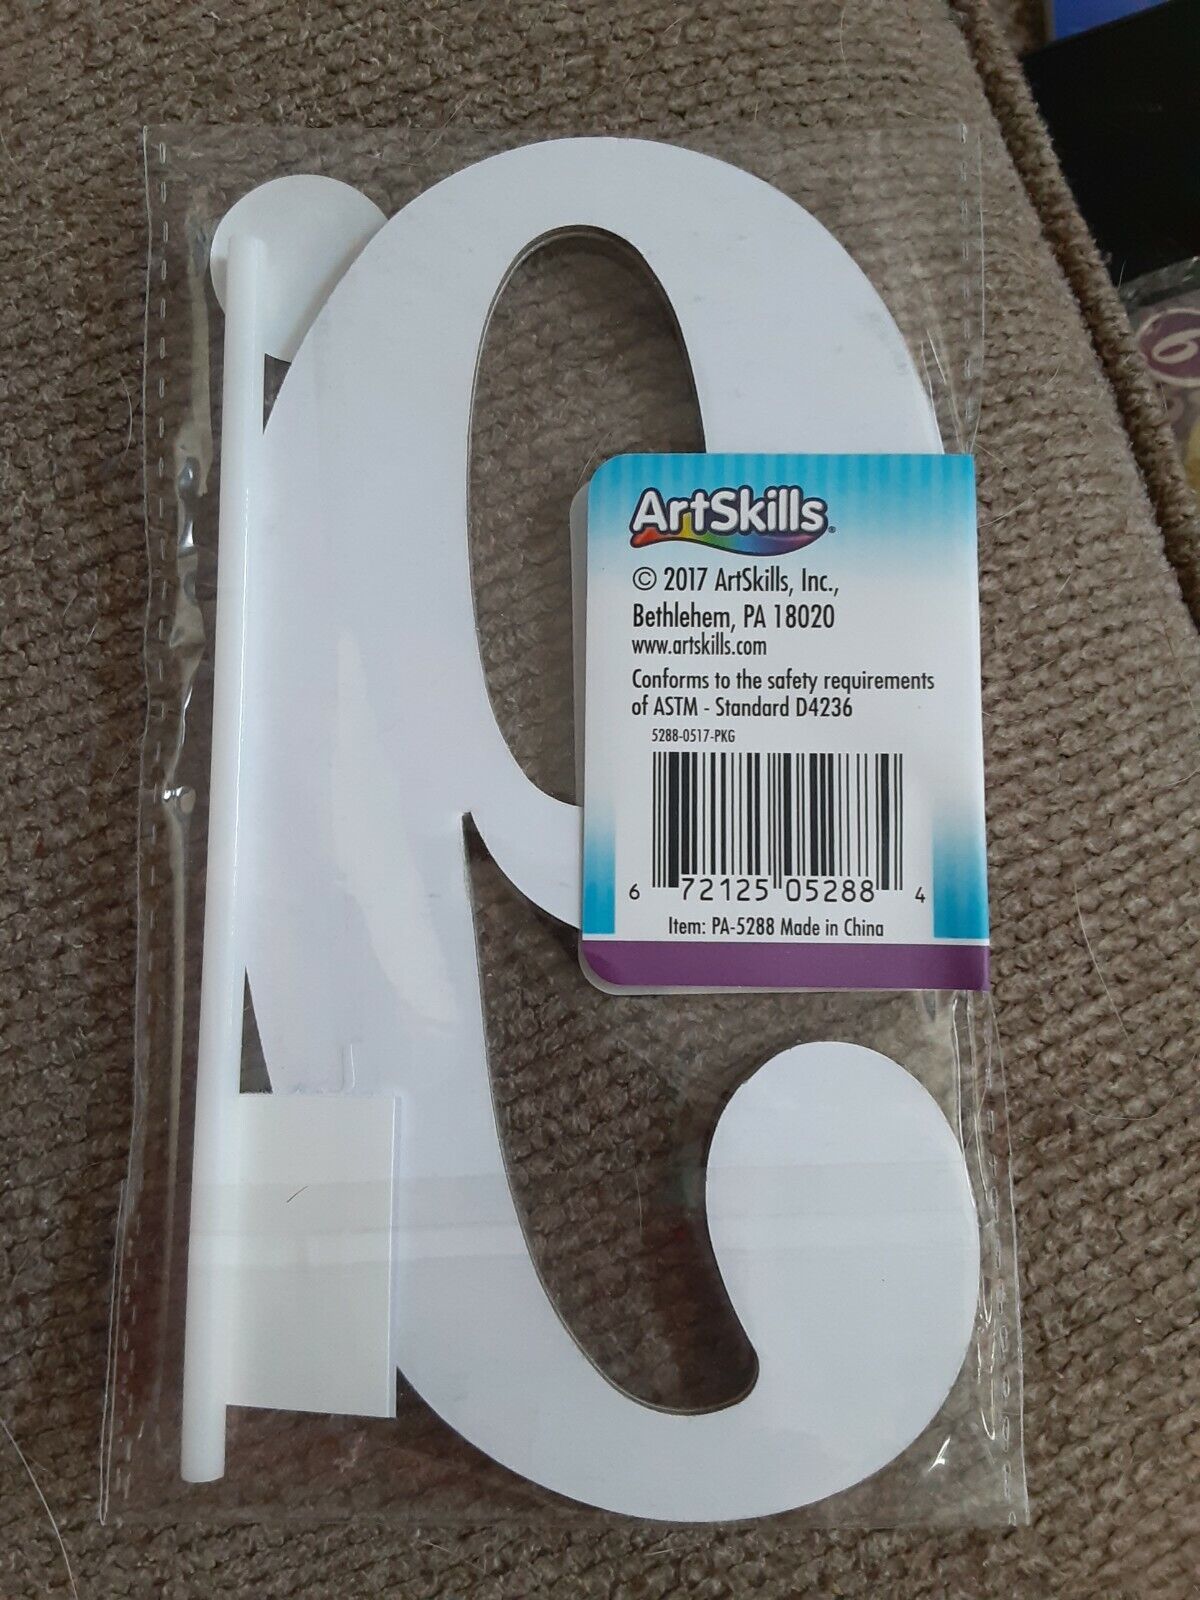 ArtSkills®
© 2017 ArtSkills, Inc.,
Bethlehem, PA 18020
www.artskills.com
Conforms to the safety requirements
of ASTM - Standard D4236
5288-0517-PKG
6 72125 05288 4
Item: PA-5288 Made in China